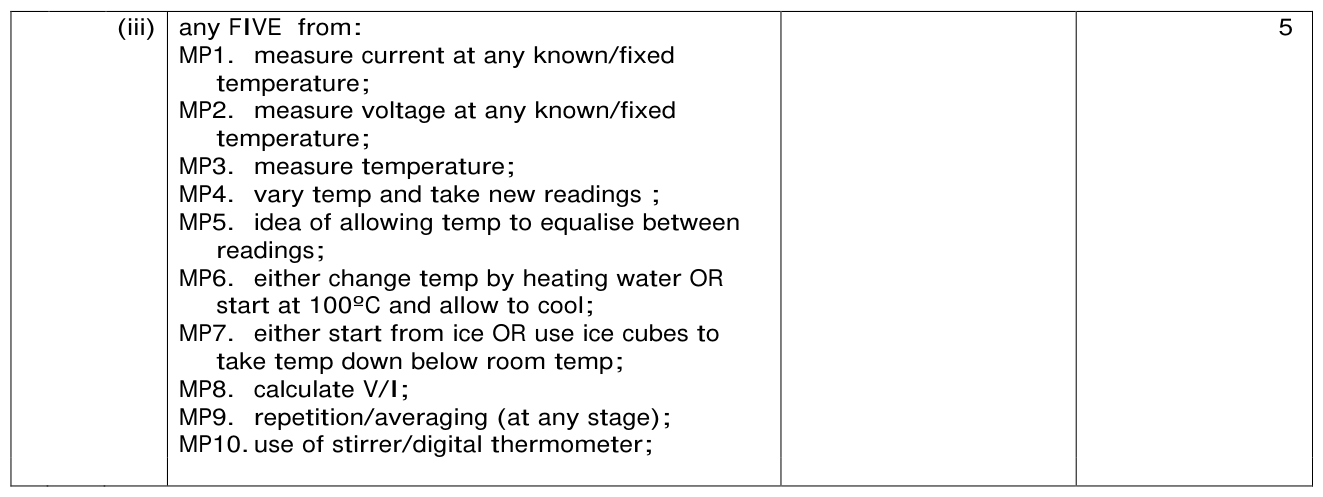 (iii) any FIVE from: 5
MP1. measure current at any known/fixed
temperature;
MP2. measure voltage at any known/fixed
temperature;
MP3. measure temperature;
MP4. vary temp and take new readings ;
MP5. idea of allowing temp to equalise between
readings;
MP6. either change temp by heating water OR
start at 100ºC and allow to cool;
MP7. either start from ice OR use ice cubes to
take temp down below room temp;
MP8. calculate V/I;
MP9. repetition/averaging (at any stage);
MP10. use of stirrer/digital thermometer;